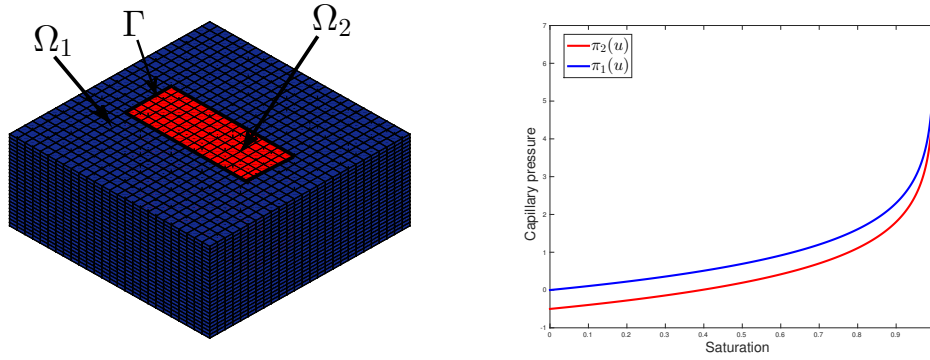 Ω₁
Γ
Ω₂
7
6
5
4
3
2
1
0
-1
Capillary pressure
π₂(u)
π₁(u)
0 0.1 0.2 0.3 0.4 0.5 0.6 0.7 0.8 0.9
Saturation